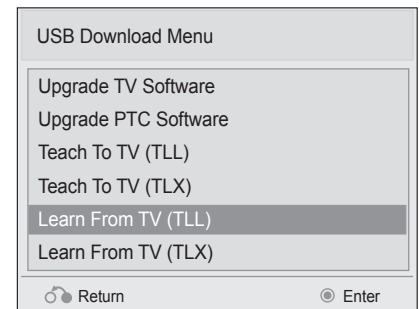 USB Download Menu
Upgrade TV Software
Upgrade PTC Software
Teach To TV (TLL)
Teach To TV (TLX)
Learn From TV (TLL)
Learn From TV (TLX)
Return Enter